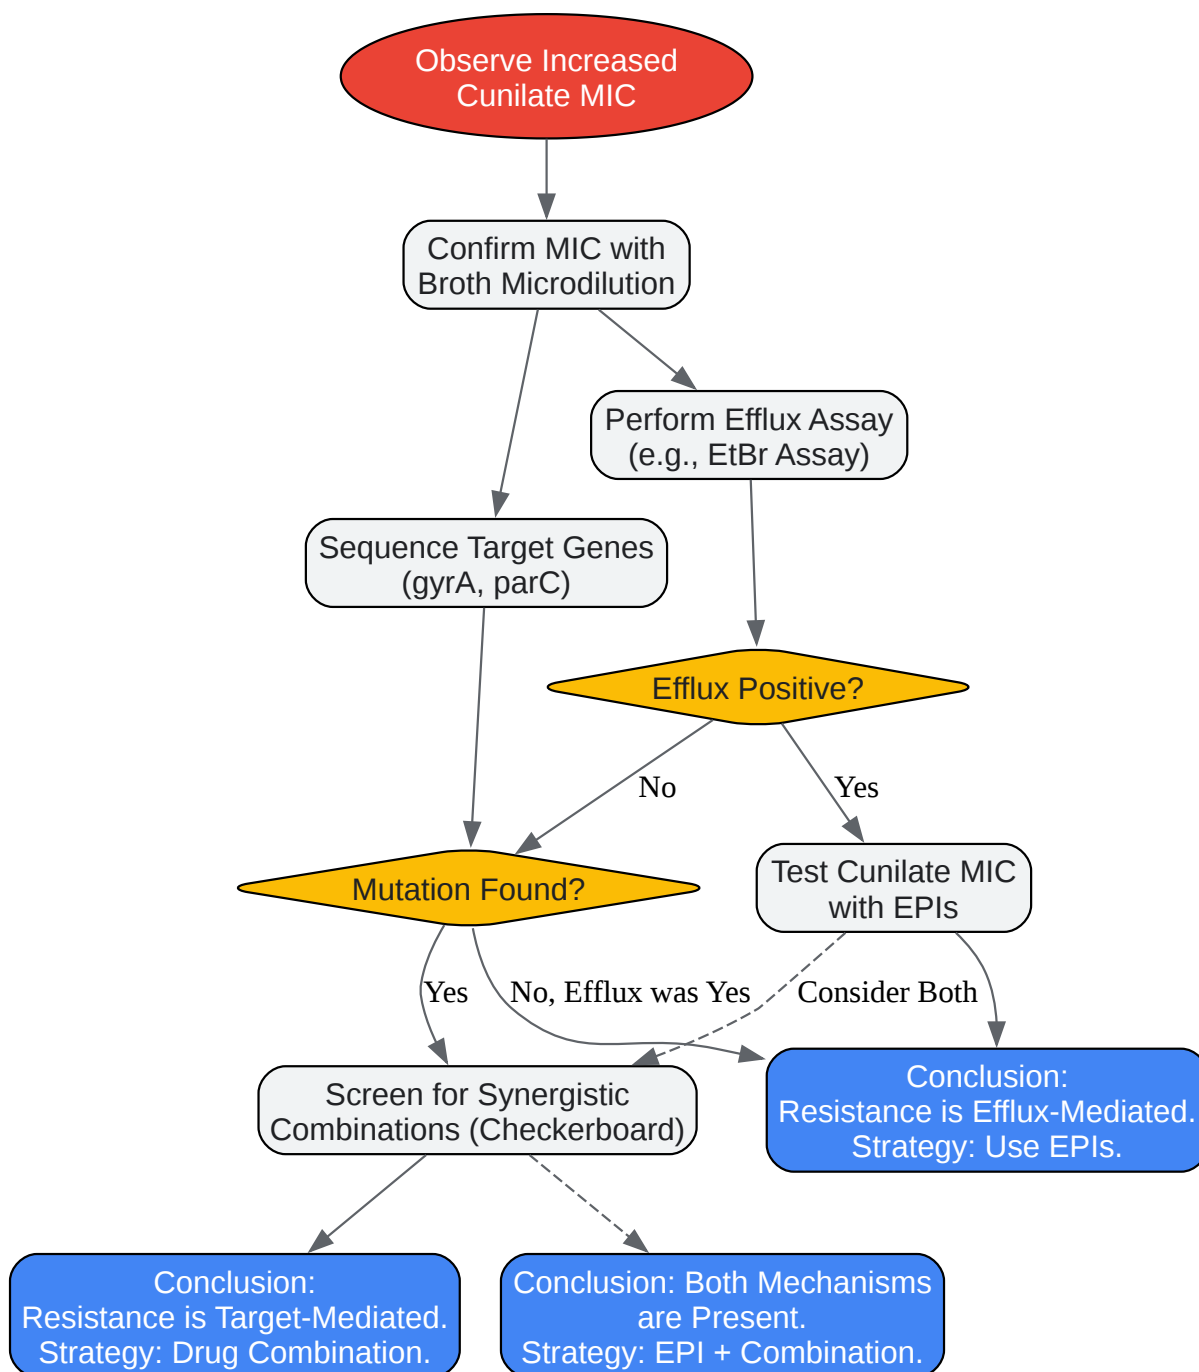 Observe Increased
Cunilate MIC
Confirm MIC with
Broth Microdilution
Perform Efflux Assay
(e.g., EtBr Assay)
Sequence Target Genes
(gyrA, parC)
Efflux Positive?
No
Yes
Mutation Found?
Test Cunilate MIC
with EPIs
Yes
No, Efflux was Yes
Consider Both
Screen for Synergistic
Combinations (Checkerboard)
Conclusion:
Resistance is Efflux-Mediated.
Strategy: Use EPIs.
Conclusion:
Resistance is Target-Mediated.
Strategy: Drug Combination.
Conclusion: Both Mechanisms
are Present.
Strategy: EPI + Combination.